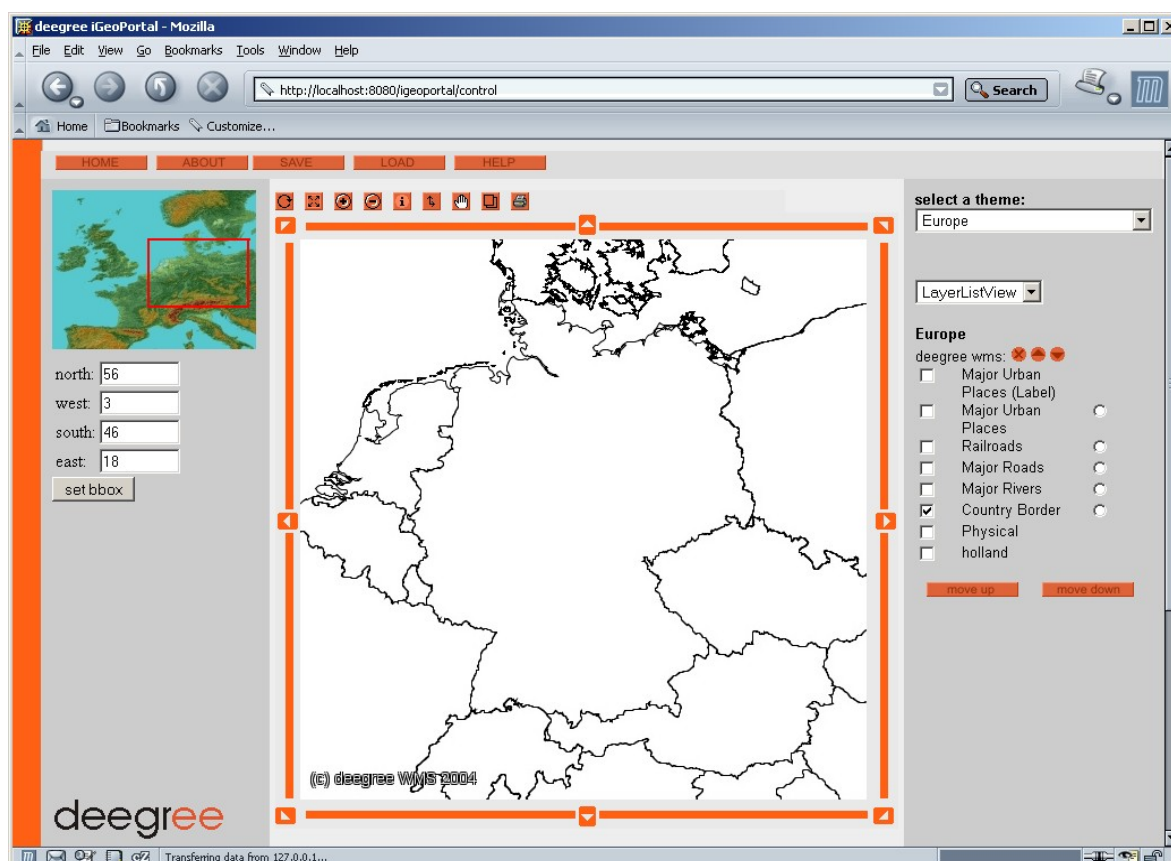 deegree iGeoPortal - Mozilla
File Edit View Go Bookmarks Tools Window Help
http://localhost:8080/igeoportal/control
Search
Home Bookmarks Customize...
HOME ABOUT SAVE LOAD HELP
north: 56
west: 3
south: 46
east: 18
set bbox
deegree
(c) deegree WMS 2004
select a theme:
Europe
LayerListView
Europe
deegree wms:
Major Urban
Places (Label)
Major Urban
Places
Railroads
Major Roads
Major Rivers
Country Border
Physical
holland
move up move down
Transferring data from 127.0.0.1...